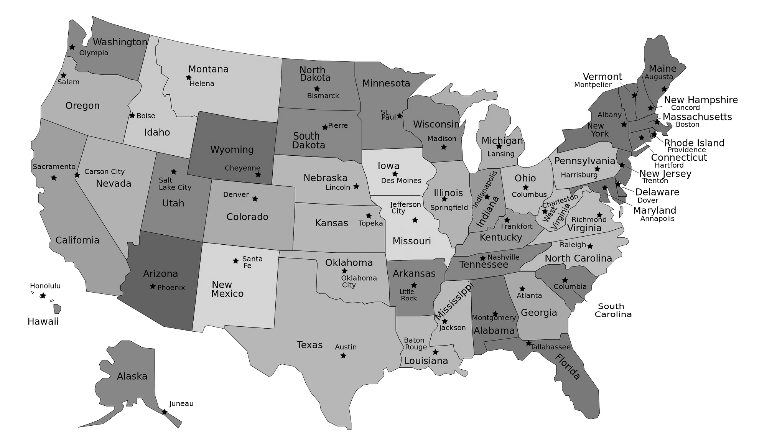 Washington
Olympia
Salem
Oregon
Montana
Helena
Boise
Idaho
North
Dakota
Bismarck
Minnesota
St.
Paul
Wisconsin
Madison
Michigan
Lansing
Vermont
Montpelier
Maine
Augusta
New Hampshire
Concord
Massachusetts
Boston
Albany
New
York
Rhode Island
Providence
Connecticut
Hartford
New Jersey
Trenton
Delaware
Dover
Maryland
Annapolis
Pennsylvania
Harrisburg
Wyoming
Cheyenne
Pierre
South
Dakota
Iowa
Des Moines
Nebraska
Lincoln
Illinois
Springfield
Indianapolis
Indiana
Ohio
Columbus
Charleston
West
Virginia
Richmond
Virginia
Sacramento
Carson City
Nevada
Salt
Lake City
Utah
Denver
Colorado
Kansas
Topeka
Jefferson
City
Missouri
Frankfort
Kentucky
Raleigh
North Carolina
California
Arizona
Phoenix
Santa
Fe
New
Mexico
Oklahoma
Oklahoma
City
Arkansas
Little
Rock
Nashville
Tennessee
Columbia
South
Carolina
Atlanta
Georgia
Montgomery
Alabama
Mississippi
Jackson
Honolulu
Hawaii
Texas
Austin
Baton
Rouge
Louisiana
Tallahassee
Florida
Alaska
Juneau